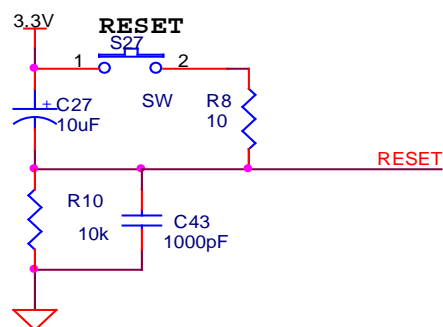 3.3V
RESET
S27
1
2
SW
+
C27
10uF
R8
10
RESET
R10
10k
C43
1000pF